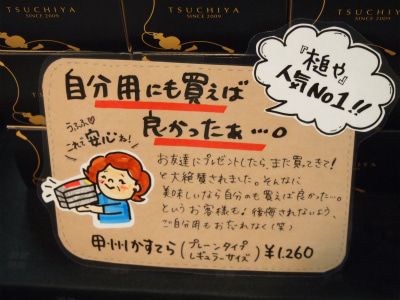 TSUCHIYA
SINCE 2009
TSUCHIYA
SINCE 2009
『槌や』
人気No1!!
自分用にも買えば
良かったぁ…。
うふふ♡
これで安心ね!
お友達にプレゼントしたら、また買ってきて!
と大絶賛されました。そんなに
美味しいなら自分のも買えば良かった…。
というお客様も!後悔されないよう、
ご自分用もおたれなく(笑)
甲州かすてら(プレーンタイプ レギュラーサイズ)¥1.260